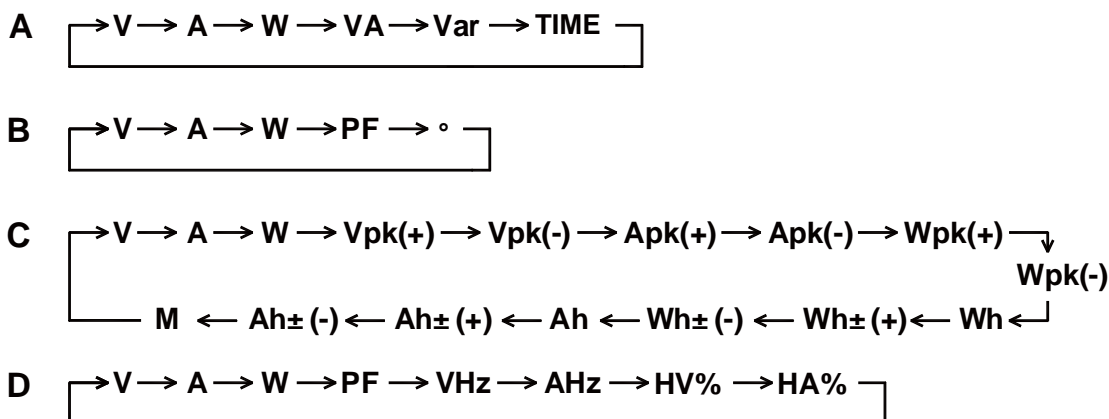 A V → A → W → VA → Var → TIME
B V → A → W → PF → °
C V → A → W → Vpk(+) → Vpk(-) → Apk(+) → Apk(-) → Wpk(+)
Wpk(-)
M ← Ah± (-) ← Ah± (+) ← Ah ← Wh± (-) ← Wh± (+) ← Wh
D V → A → W → PF → VHz → AHz → HV% → HA%